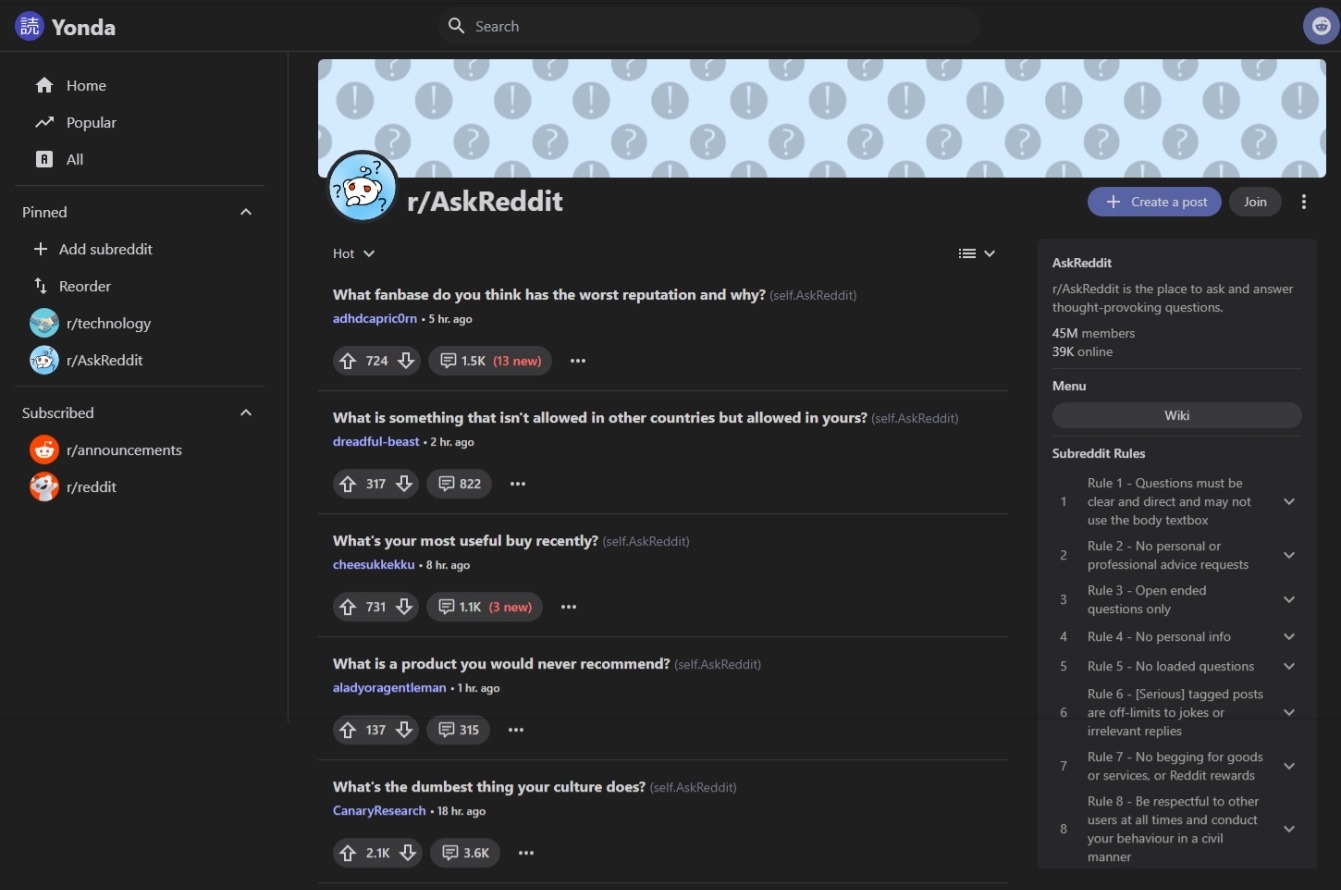 読 Yonda
Search
Home
Popular
All
Pinned
Add subreddit
Reorder
r/technology
r/AskReddit
Subscribed
r/announcements
r/reddit
r/AskReddit
Create a post
Join
Hot
What fanbase do you think has the worst reputation and why? (self.AskReddit)
adhdcapric0rn • 5 hr. ago
724
1.5K (13 new)
What is something that isn't allowed in other countries but allowed in yours? (self.AskReddit)
dreadful-beast • 2 hr. ago
317
822
What's your most useful buy recently? (self.AskReddit)
cheesukkekku • 8 hr. ago
731
1.1K (3 new)
What is a product you would never recommend? (self.AskReddit)
aladyoragentleman • 1 hr. ago
137
315
What's the dumbest thing your culture does? (self.AskReddit)
CanaryResearch • 18 hr. ago
2.1K
3.6K
AskReddit
r/AskReddit is the place to ask and answer
thought-provoking questions.
45M members
39K online
Menu
Wiki
Subreddit Rules
1 Rule 1 - Questions must be
clear and direct and may not
use the body textbox
2 Rule 2 - No personal or
professional advice requests
3 Rule 3 - Open ended
questions only
4 Rule 4 - No personal info
5 Rule 5 - No loaded questions
6 Rule 6 - [Serious] tagged posts
are off-limits to jokes or
irrelevant replies
7 Rule 7 - No begging for goods
or services, or Reddit rewards
8 Rule 8 - Be respectful to other
users at all times and conduct
your behaviour in a civil
manner